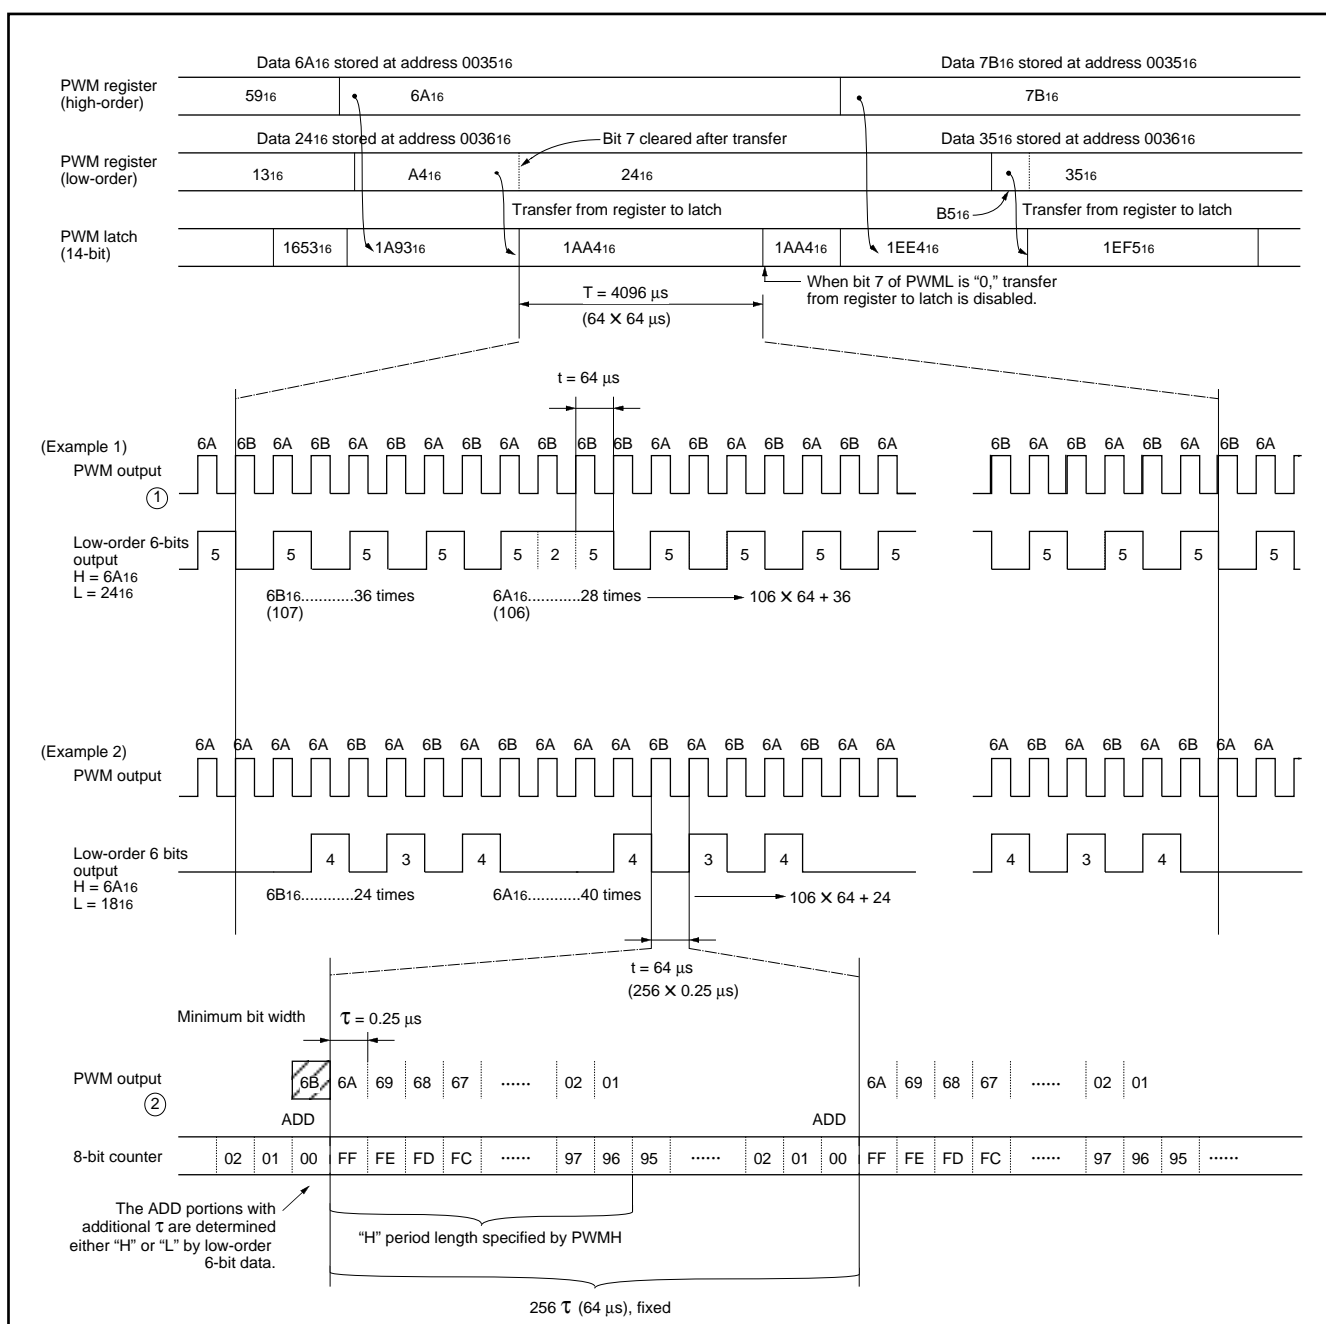 Data 6A16 stored at address 003516
Data 7B16 stored at address 003516
PWM register
(high-order)
5916
6A16
7B16
Data 2416 stored at address 003616
Bit 7 cleared after transfer
Data 3516 stored at address 003616
PWM register
(low-order)
1316
A416
2416
3516
B516
Transfer from register to latch
Transfer from register to latch
PWM latch
(14-bit)
165316
1A9316
1AA416
1AA416
1EE416
1EF516
When bit 7 of PWML is “0,” transfer
from register to latch is disabled.
T = 4096 μs
(64 × 64 μs)
t = 64 μs
(Example 1)
6A 6B 6A 6B 6A 6B 6A 6B 6A 6B 6B 6B 6A 6B 6A 6B 6A 6B 6A
6B 6A 6B 6A 6B 6A 6B 6A
PWM output
①
Low-order 6-bits
output
H = 6A16
L = 2416
5 5 5 5 5 2 5 5 5 5 5
5 5 5 5
6B16............36 times
(107)
6A16............28 times
(106)
106 × 64 + 36
(Example 2)
6A 6A 6A 6A 6B 6A 6B 6A 6B 6A 6A 6A 6B 6A 6B 6A 6B 6A 6A
6A 6B 6A 6B 6A 6B 6A 6A
PWM output
Low-order 6 bits
output
H = 6A16
L = 1816
4 3 4 4 3 4
4 3 4
6B16............24 times
6A16............40 times
106 × 64 + 24
t = 64 μs
(256 × 0.25 μs)
Minimum bit width
τ = 0.25 μs
PWM output
②
6B 6A 69 68 67 ······ 02 01
6A 69 68 67 ······ 02 01
ADD
ADD
8-bit counter
02 01 00 FF FE FD FC ······ 97 96 95 ······ 02 01 00 FF FE FD FC ······ 97 96 95 ······
The ADD portions with
additional τ are determined
either “H” or “L” by low-order
6-bit data.
“H” period length specified by PWMH
256 τ (64 μs), fixed